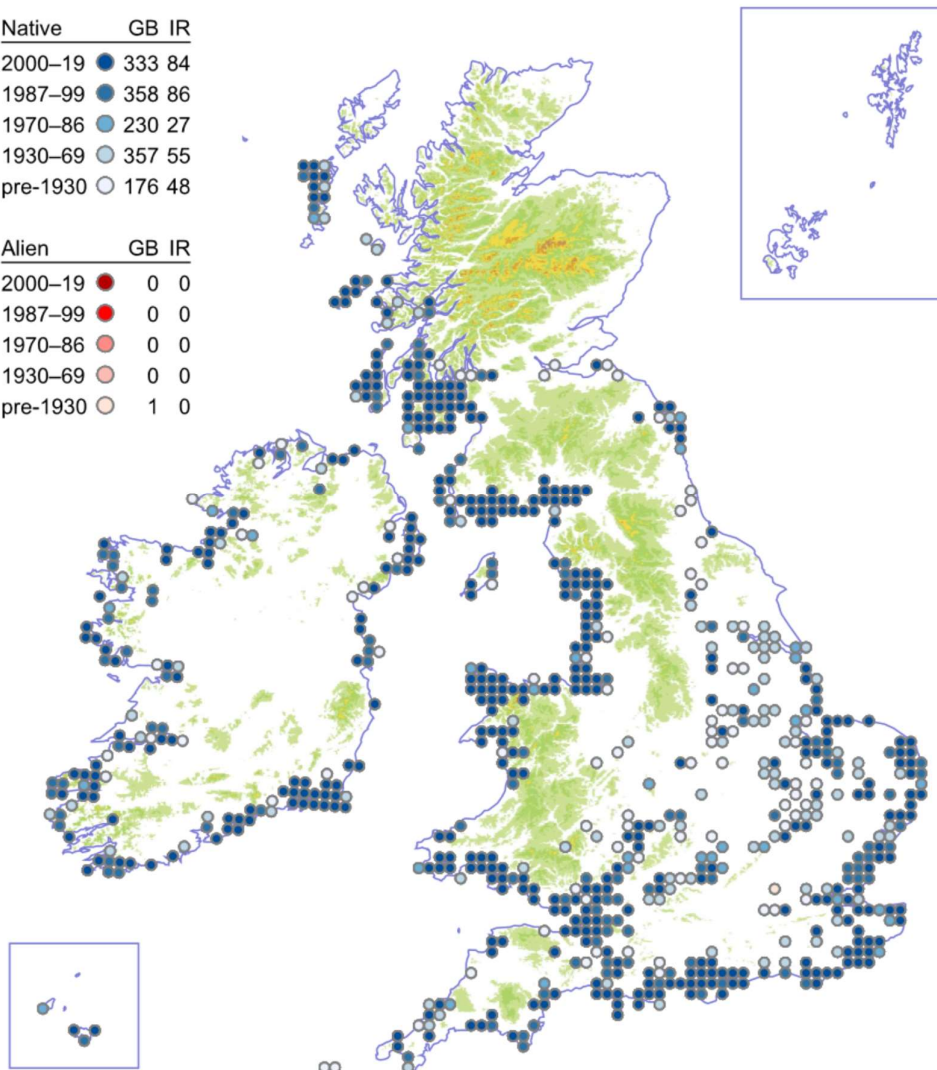 Native GB IR
2000–19 333 84
1987–99 358 86
1970–86 230 27
1930–69 357 55
pre-1930 176 48
Alien GB IR
2000–19 0 0
1987–99 0 0
1970–86 0 0
1930–69 0 0
pre-1930 1 0